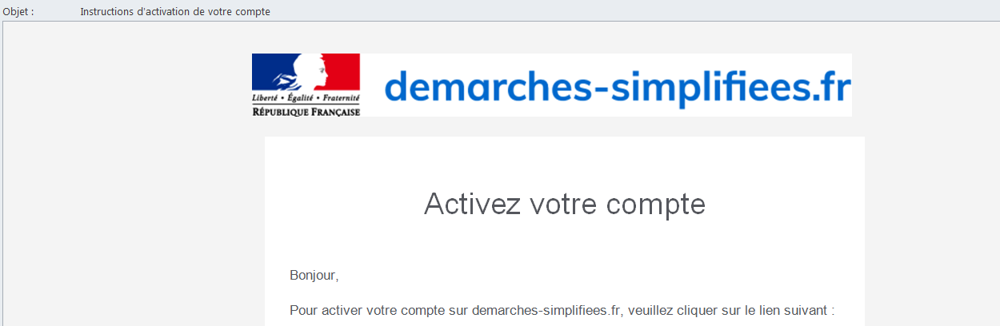 Objet : Instructions d'activation de votre compte
Liberté • Égalité • Fraternité
RÉPUBLIQUE FRANÇAISE
demarches-simplifiees.fr
Activez votre compte
Bonjour,
Pour activer votre compte sur demarches-simplifiees.fr, veuillez cliquer sur le lien suivant :